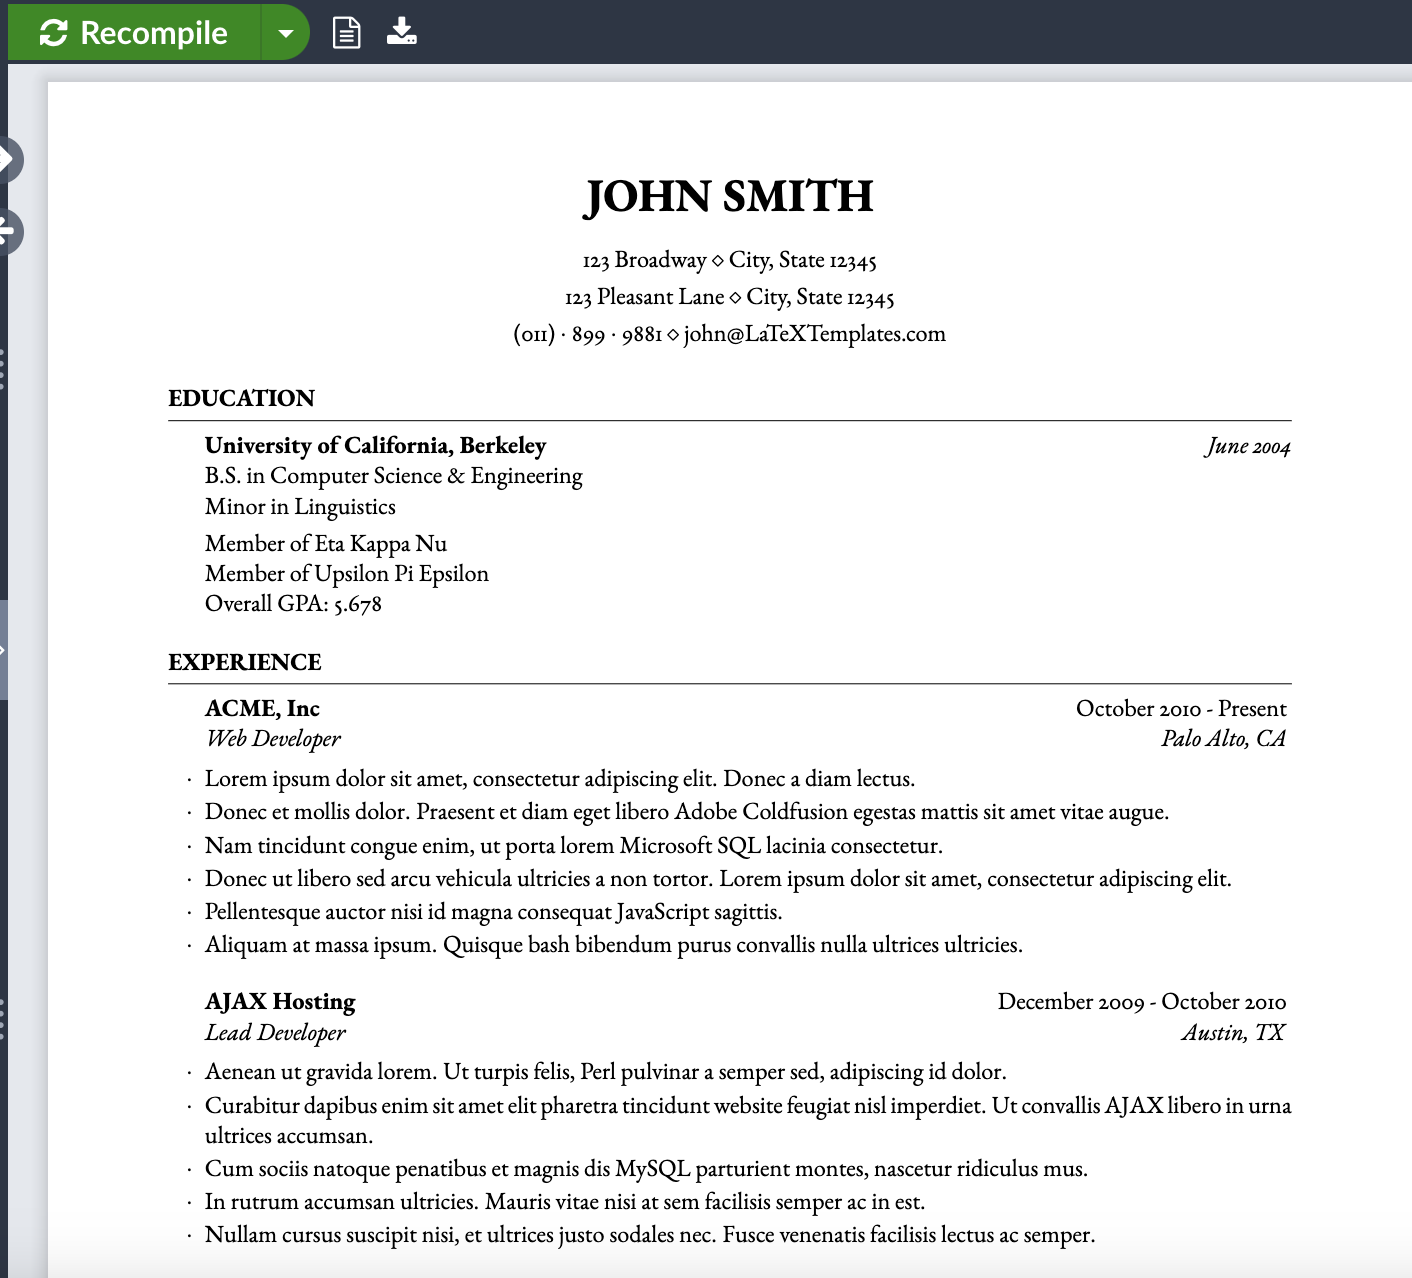 Recompile
JOHN SMITH
123 Broadway ⋄ City, State 12345
123 Pleasant Lane ⋄ City, State 12345
(011) · 899 · 9881 ⋄ john@LaTeXTemplates.com
EDUCATION
University of California, Berkeley June 2004
B.S. in Computer Science & Engineering
Minor in Linguistics
Member of Eta Kappa Nu
Member of Upsilon Pi Epsilon
Overall GPA: 5.678
EXPERIENCE
ACME, Inc October 2010 - Present
Web Developer Palo Alto, CA
· Lorem ipsum dolor sit amet, consectetur adipiscing elit. Donec a diam lectus.
· Donec et mollis dolor. Praesent et diam eget libero Adobe Coldfusion egestas mattis sit amet vitae augue.
· Nam tincidunt congue enim, ut porta lorem Microsoft SQL lacinia consectetur.
· Donec ut libero sed arcu vehicula ultricies a non tortor. Lorem ipsum dolor sit amet, consectetur adipiscing elit.
· Pellentesque auctor nisi id magna consequat JavaScript sagittis.
· Aliquam at massa ipsum. Quisque bash bibendum purus convallis nulla ultrices ultricies.
AJAX Hosting December 2009 - October 2010
Lead Developer Austin, TX
· Aenean ut gravida lorem. Ut turpis felis, Perl pulvinar a semper sed, adipiscing id dolor.
· Curabitur dapibus enim sit amet elit pharetra tincidunt website feugiat nisl imperdiet. Ut convallis AJAX libero in urna
ultrices accumsan.
· Cum sociis natoque penatibus et magnis dis MySQL parturient montes, nascetur ridiculus mus.
· In rutrum accumsan ultricies. Mauris vitae nisi at sem facilisis semper ac in est.
· Nullam cursus suscipit nisi, et ultrices justo sodales nec. Fusce venenatis facilisis lectus ac semper.